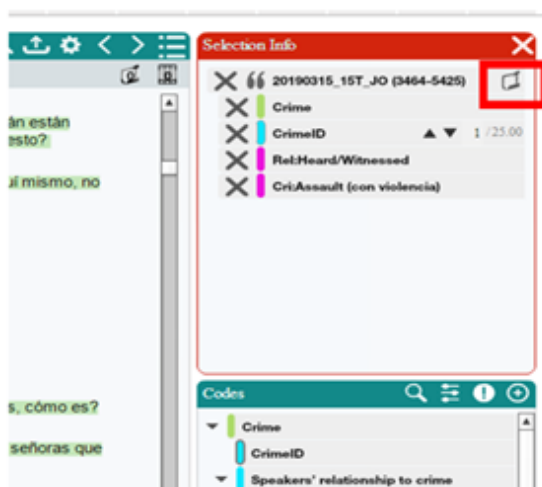 Selection Info
20190315_15T_JO (3464-5425)
Crime
CrimeID 1 /25.00
Rel:Heard/Witnessed
Cri:Assault (con violencia)
án están
esto?
uí mismo, no
s, cómo es?
señoras que
Codes
Crime
CrimeID
Speakers' relationship to crime